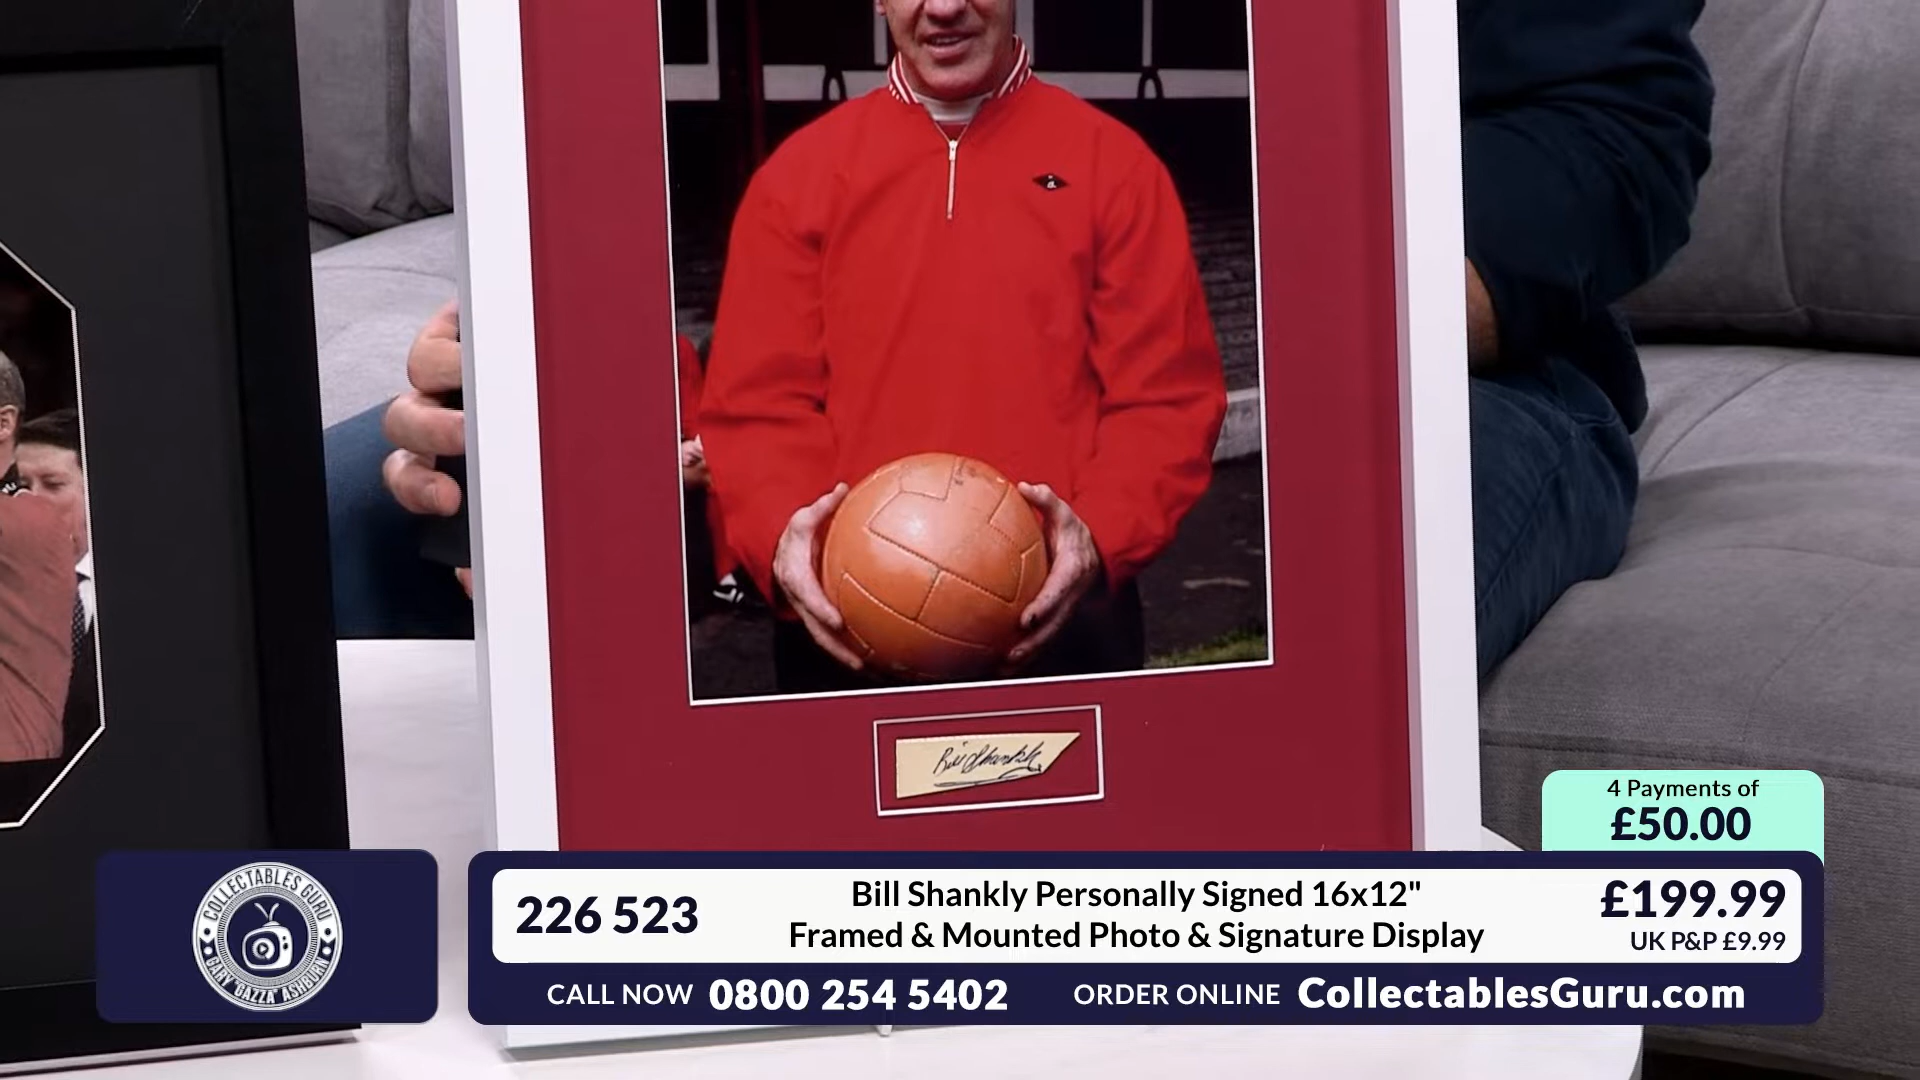 Bill Shankly
4 Payments of
£50.00
226 523
Bill Shankly Personally Signed 16x12"
Framed & Mounted Photo & Signature Display
£199.99
UK P&P £9.99
COLLECTABLES GURU
GARY "GAZZA" ASHBURN
CALL NOW 0800 254 5402
ORDER ONLINE CollectablesGuru.com